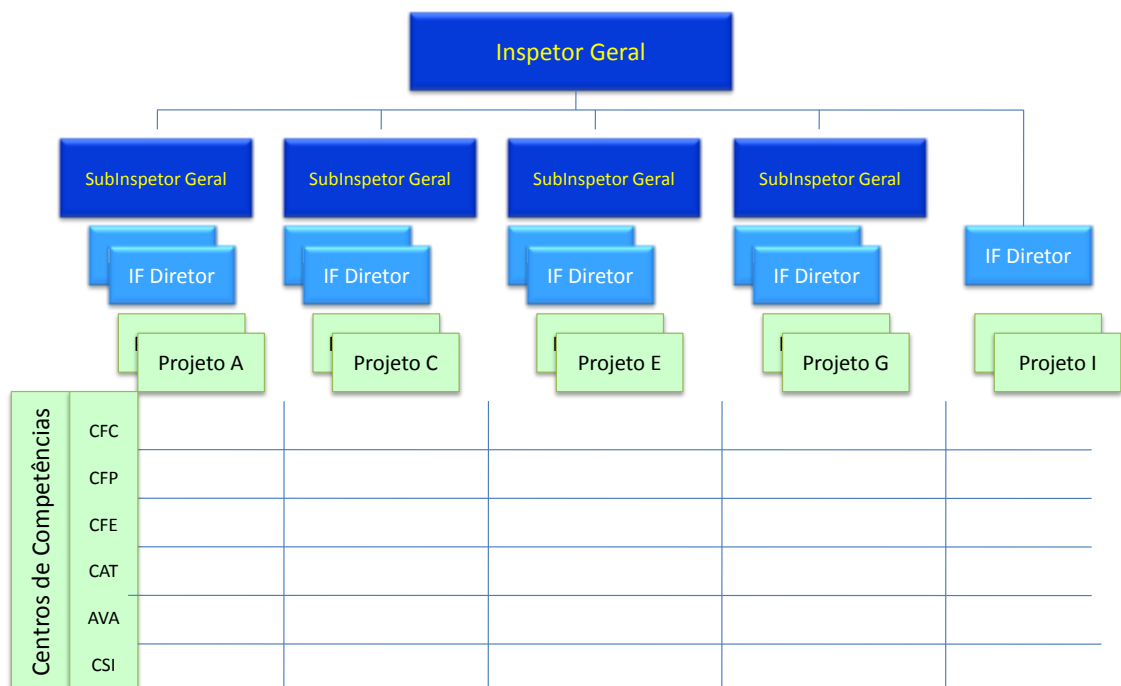 Inspetor Geral
SubInspetor Geral
SubInspetor Geral
SubInspetor Geral
SubInspetor Geral
IF Diretor
IF Diretor
IF Diretor
IF Diretor
IF Diretor
Projeto A
Projeto C
Projeto E
Projeto G
Projeto I
Centros de Competências
CFC
CFP
CFE
CAT
AVA
CSI